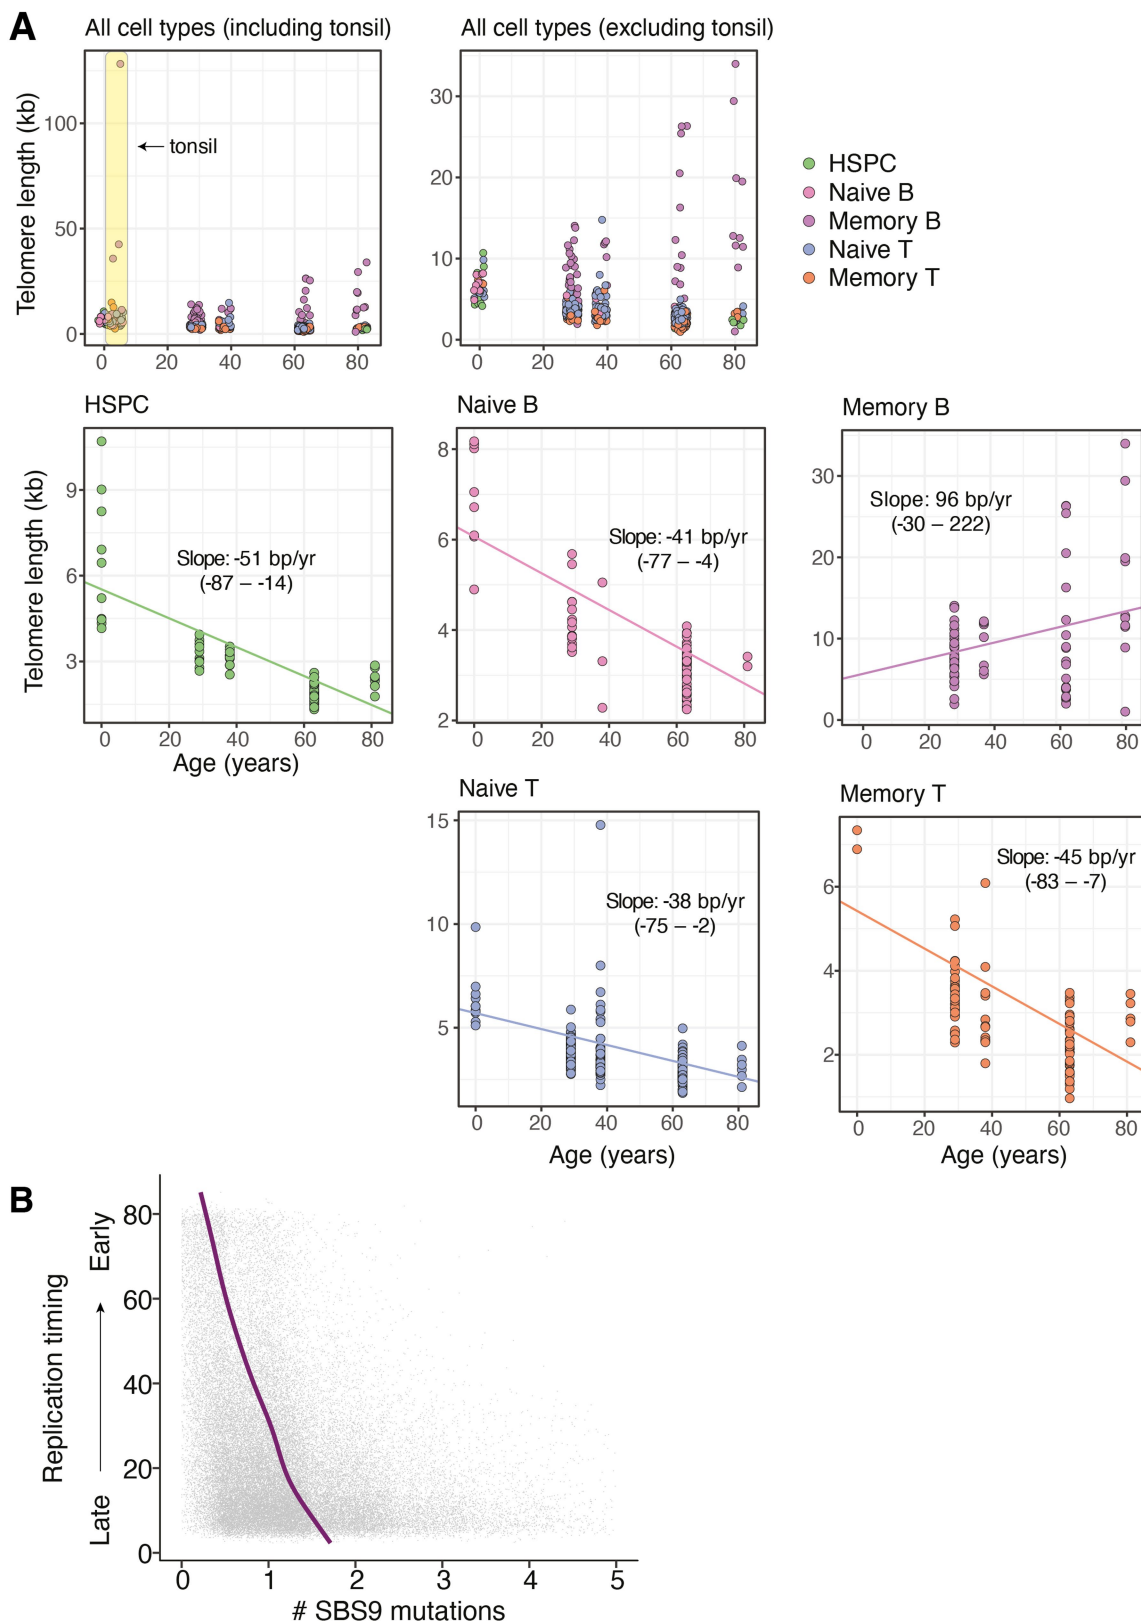 A
All cell types (including tonsil)
All cell types (excluding tonsil)
Telomere length (kb)
100
50
0
tonsil
0 20 40 60 80
30
20
10
0
0 20 40 60 80
HSPC
Naive B
Memory B
Naive T
Memory T
HSPC
Telomere length (kb)
9
6
3
Slope: -51 bp/yr
(-87 – -14)
0 20 40 60 80
Age (years)
Naive B
8
6
4
2
Slope: -41 bp/yr
(-77 – -4)
0 20 40 60 80
Memory B
30
20
10
0
Slope: 96 bp/yr
(-30 – 222)
0 20 40 60 80
Naive T
15
10
5
Slope: -38 bp/yr
(-75 – -2)
0 20 40 60 80
Age (years)
Memory T
6
4
2
Slope: -45 bp/yr
(-83 – -7)
0 20 40 60 80
Age (years)
B
Replication timing
Late
Early
80
60
40
20
0
0 1 2 3 4 5
# SBS9 mutations